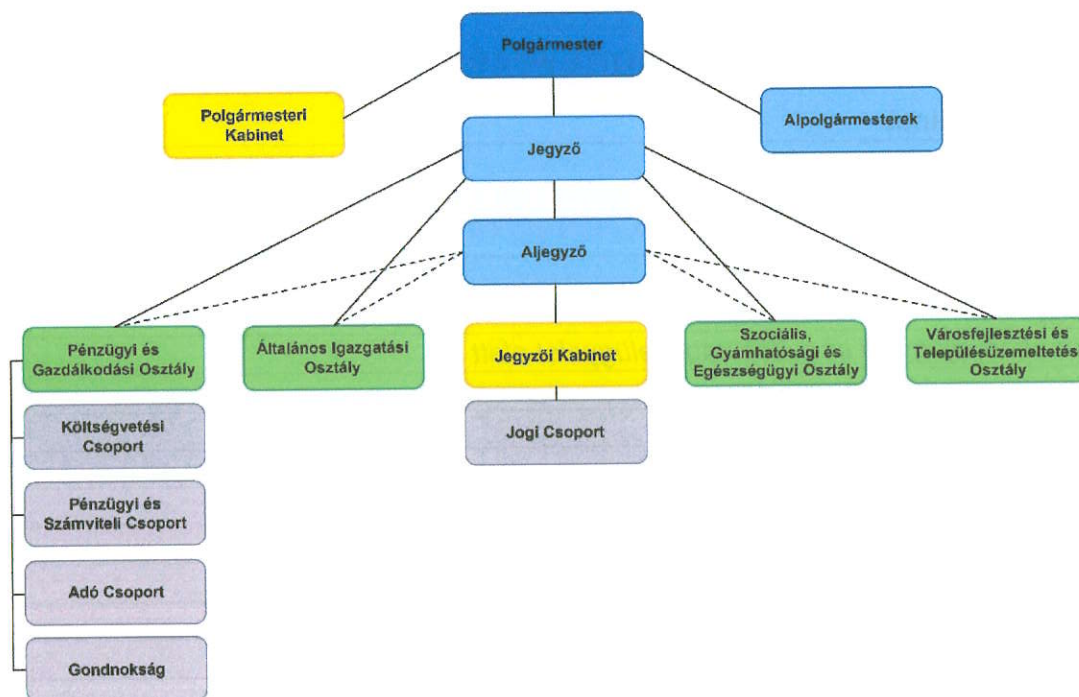 Polgármester
Polgármesteri
Kabinet
Alpolgármesterek
Jegyző
Aljegyző
Pénzügyi és
Gazdálkodási Osztály
Általános Igazgatási
Osztály
Jegyzői Kabinet
Szociális,
Gyámhatósági és
Egészségügyi Osztály
Városfejlesztési és
Településüzemeltetési
Osztály
Költségvetési
Csoport
Jogi Csoport
Pénzügyi és
Számviteli Csoport
Adó Csoport
Gondnokság